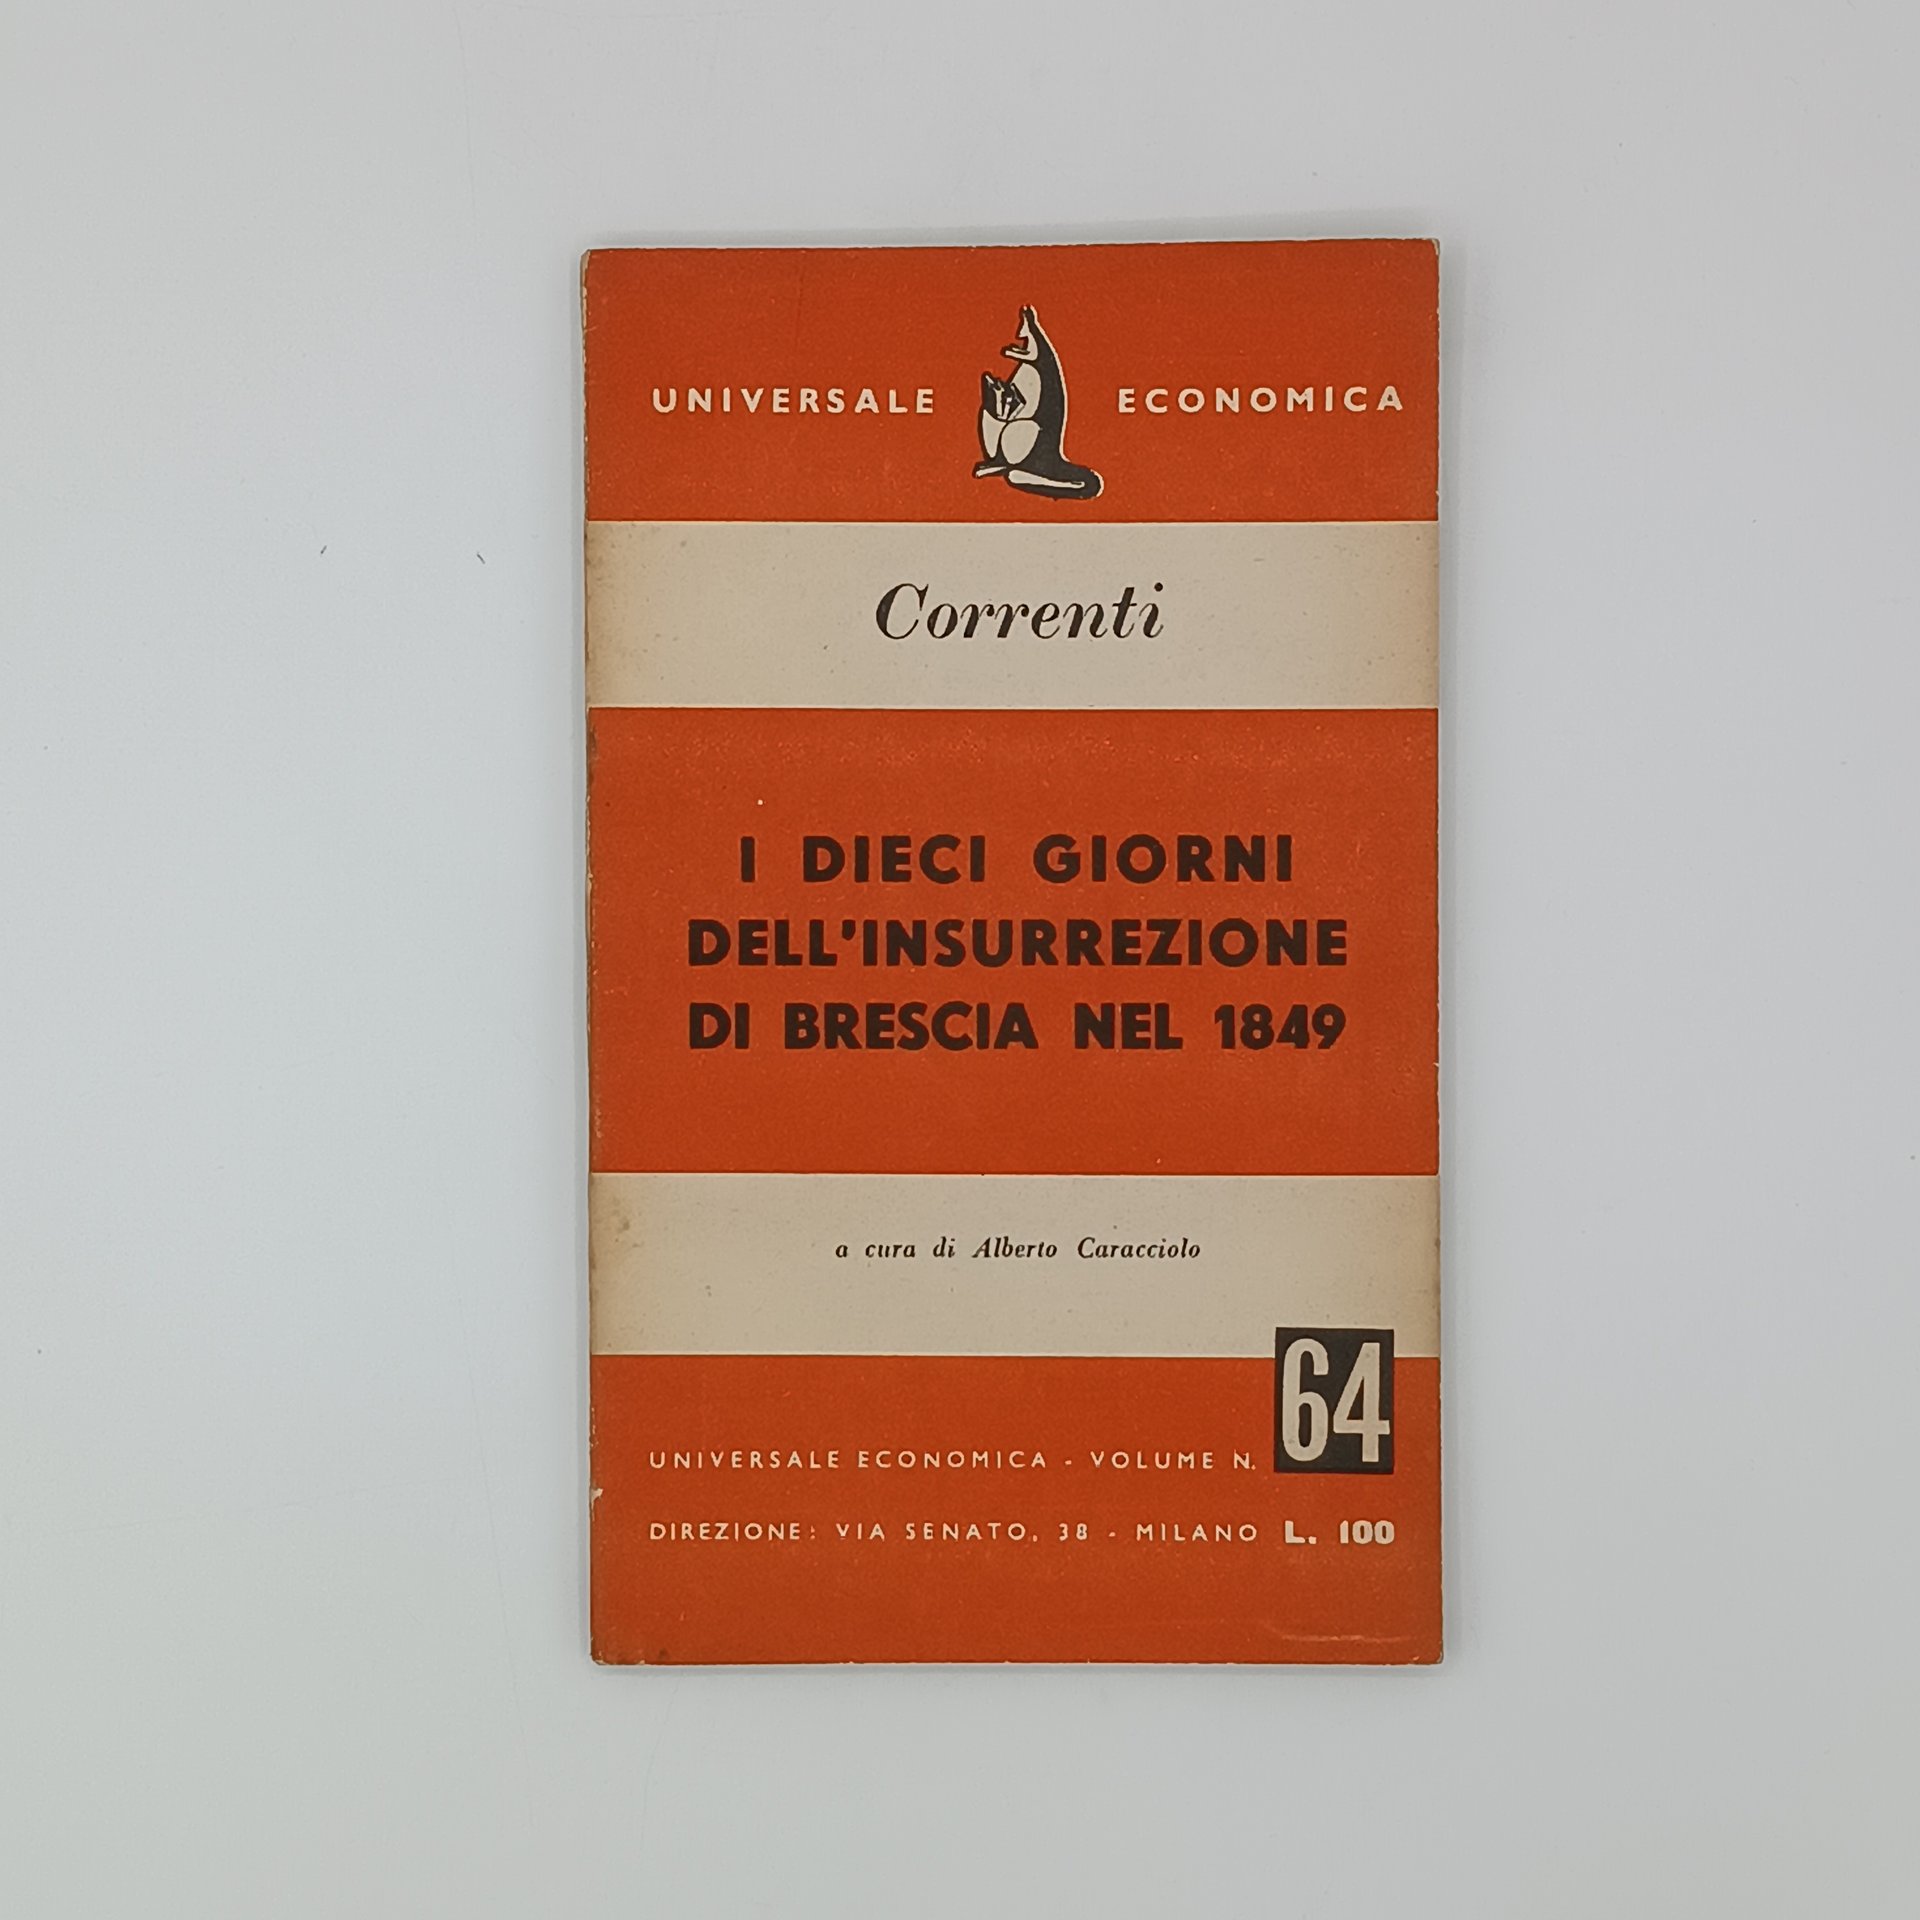 UNIVERSALE ECONOMICA
Correnti
I DIECI GIORNI
DELL'INSURREZIONE
DI BRESCIA NEL 1849
a cura di Alberto Caracciolo
UNIVERSALE ECONOMICA - VOLUME N. 64
DIREZIONE: VIA SENATO, 38 - MILANO L. 100